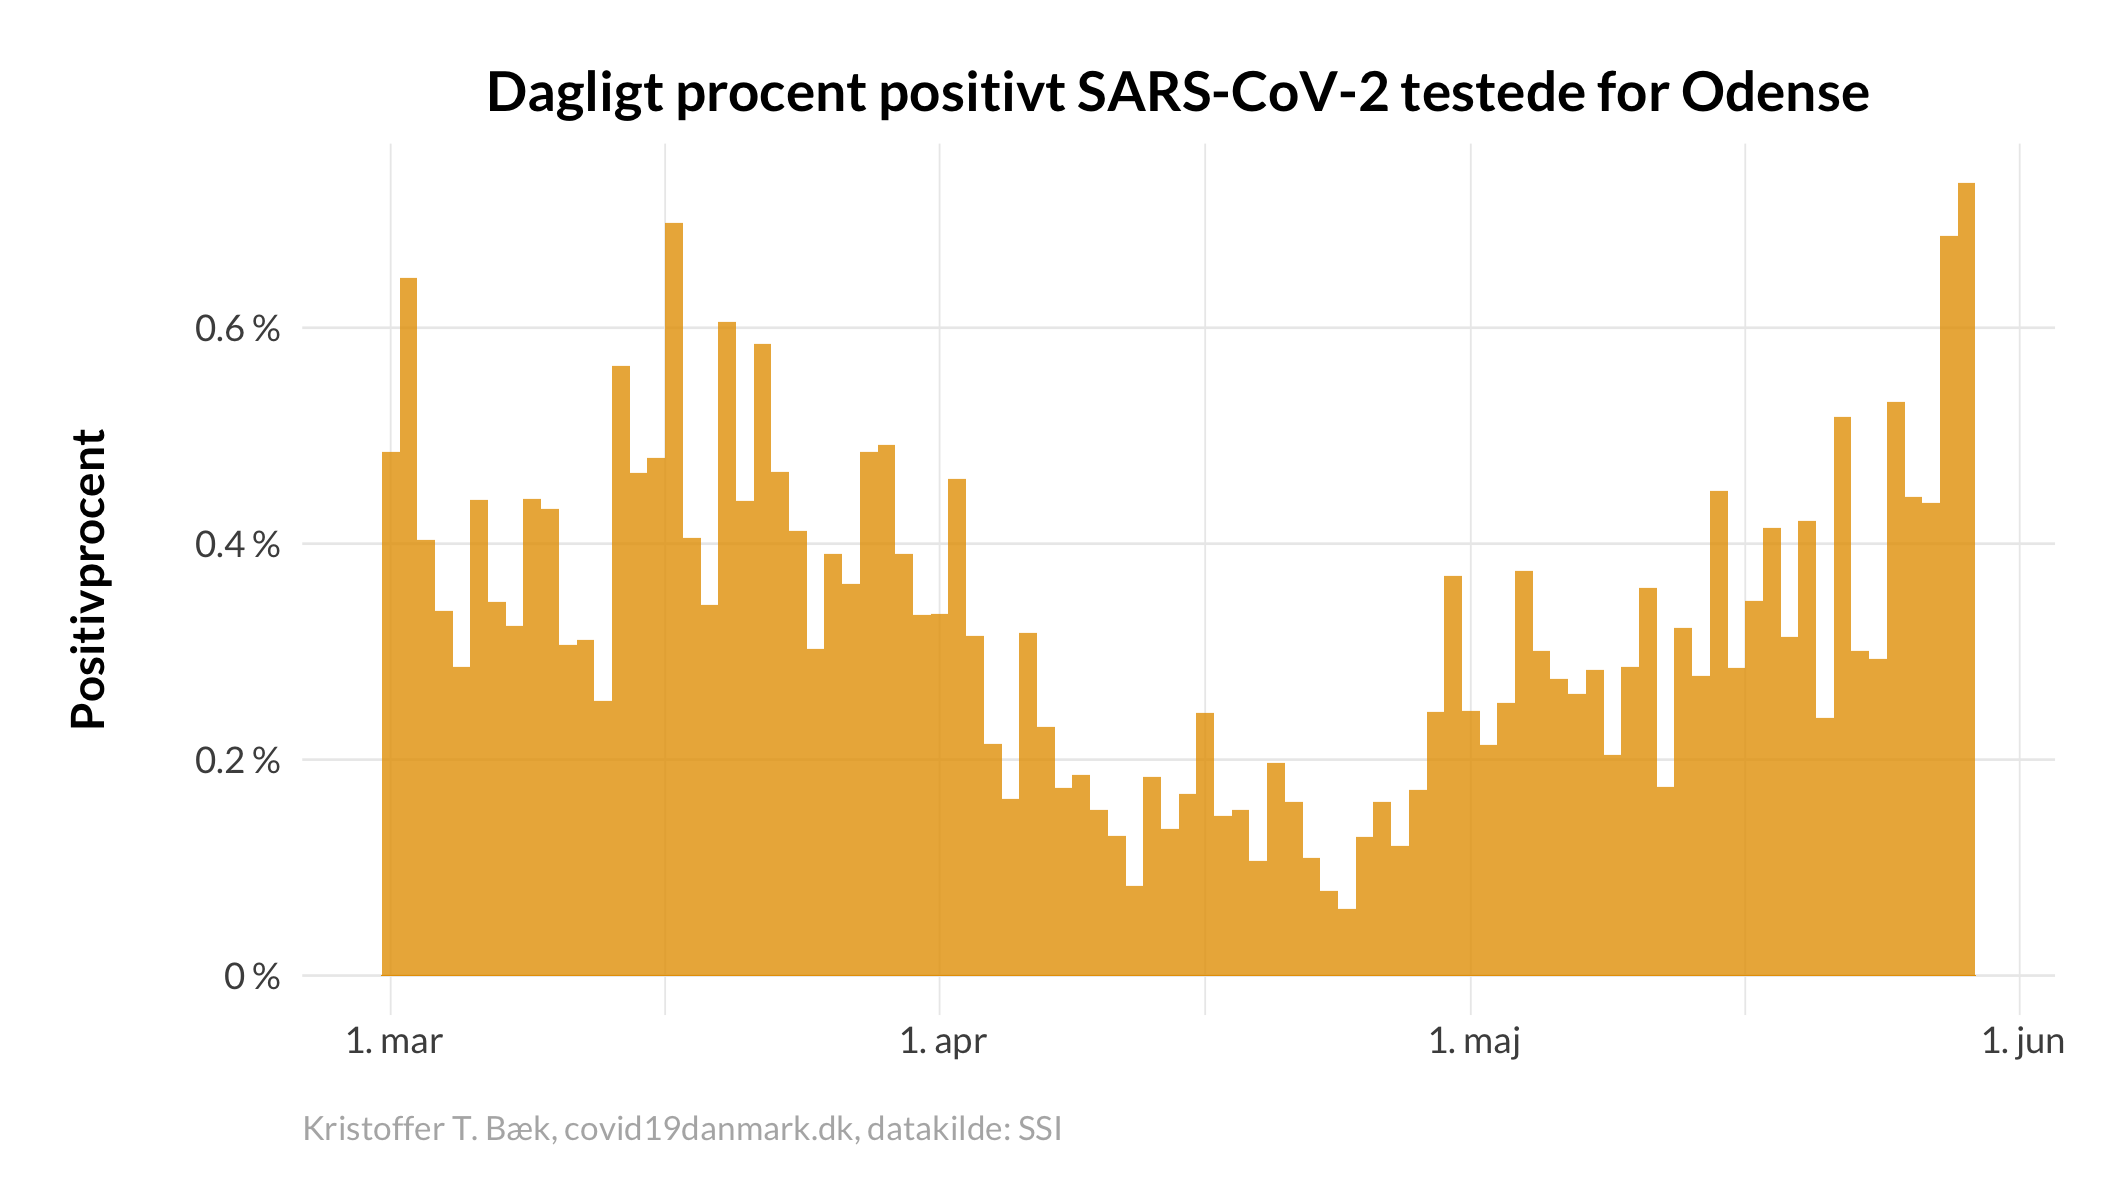 Dagligt procent positivt SARS-CoV-2 testede for Odense
Positivprocent
0.6 %
0.4 %
0.2 %
0 %
1. mar
1. apr
1. maj
1. jun
Kristoffer T. Bæk, covid19danmark.dk, datakilde: SSI